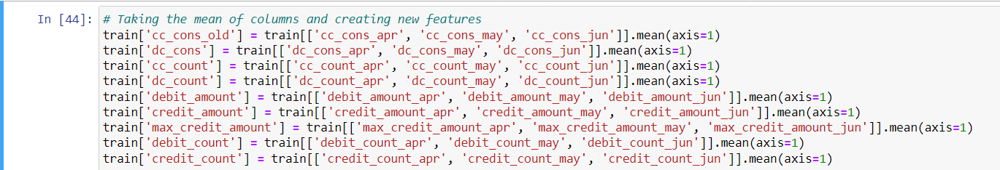 In [44]: # Taking the mean of columns and creating new features
train['cc_cons_old'] = train[['cc_cons_apr', 'cc_cons_may', 'cc_cons_jun']].mean(axis=1)
train['dc_cons'] = train[['dc_cons_apr', 'dc_cons_may', 'dc_cons_jun']].mean(axis=1)
train['cc_count'] = train[['cc_count_apr', 'cc_count_may', 'cc_count_jun']].mean(axis=1)
train['dc_count'] = train[['dc_count_apr', 'dc_count_may', 'dc_count_jun']].mean(axis=1)
train['debit_amount'] = train[['debit_amount_apr', 'debit_amount_may', 'debit_amount_jun']].mean(axis=1)
train['credit_amount'] = train[['credit_amount_apr', 'credit_amount_may', 'credit_amount_jun']].mean(axis=1)
train['max_credit_amount'] = train[['max_credit_amount_apr', 'max_credit_amount_may', 'max_credit_amount_jun']].mean(axis=1)
train['debit_count'] = train[['debit_count_apr', 'debit_count_may', 'debit_count_jun']].mean(axis=1)
train['credit_count'] = train[['credit_count_apr', 'credit_count_may', 'credit_count_jun']].mean(axis=1)